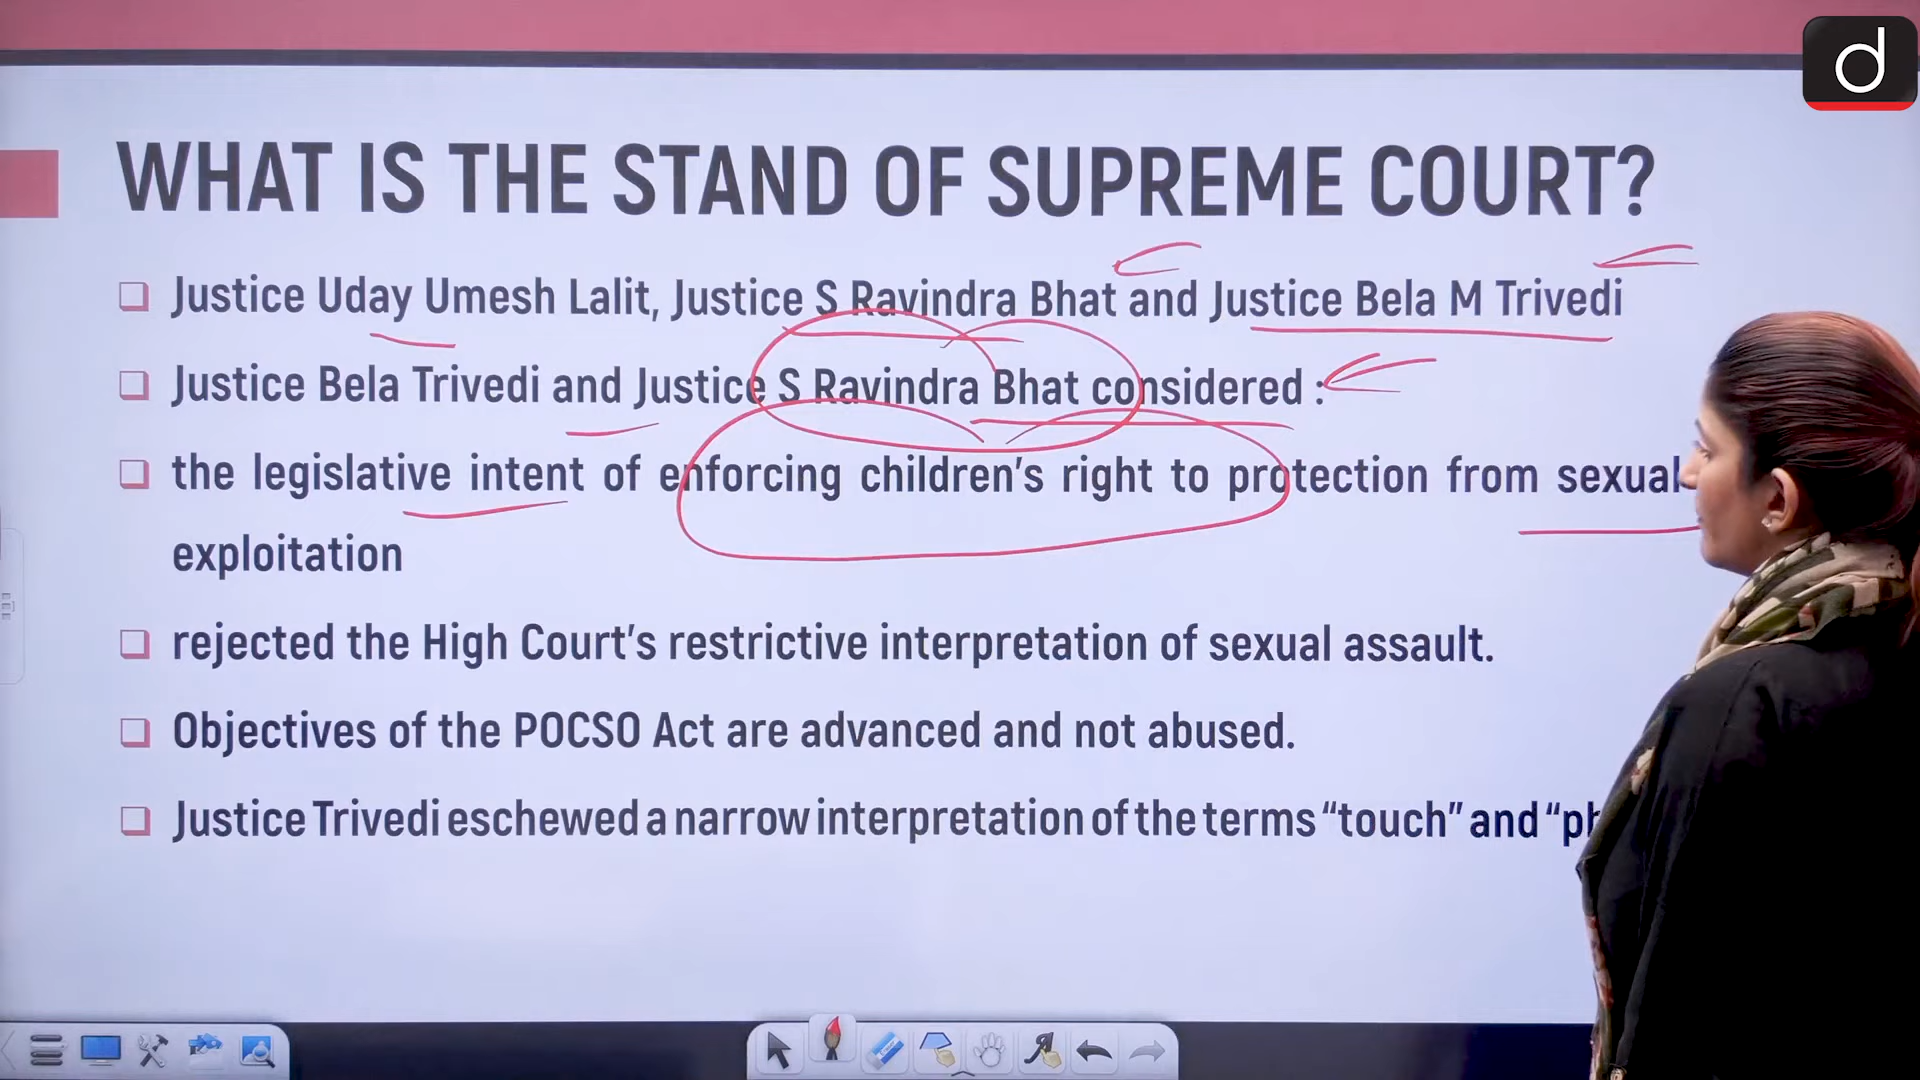 d
WHAT IS THE STAND OF SUPREME COURT?
Justice Uday Umesh Lalit, Justice S Ravindra Bhat and Justice Bela M Trivedi
Justice Bela Trivedi and Justice S Ravindra Bhat considered :
the legislative intent of enforcing children's right to protection from sexual
exploitation
rejected the High Court's restrictive interpretation of sexual assault.
Objectives of the POCSO Act are advanced and not abused.
Justice Trivedi eschewed a narrow interpretation of the terms “touch” and